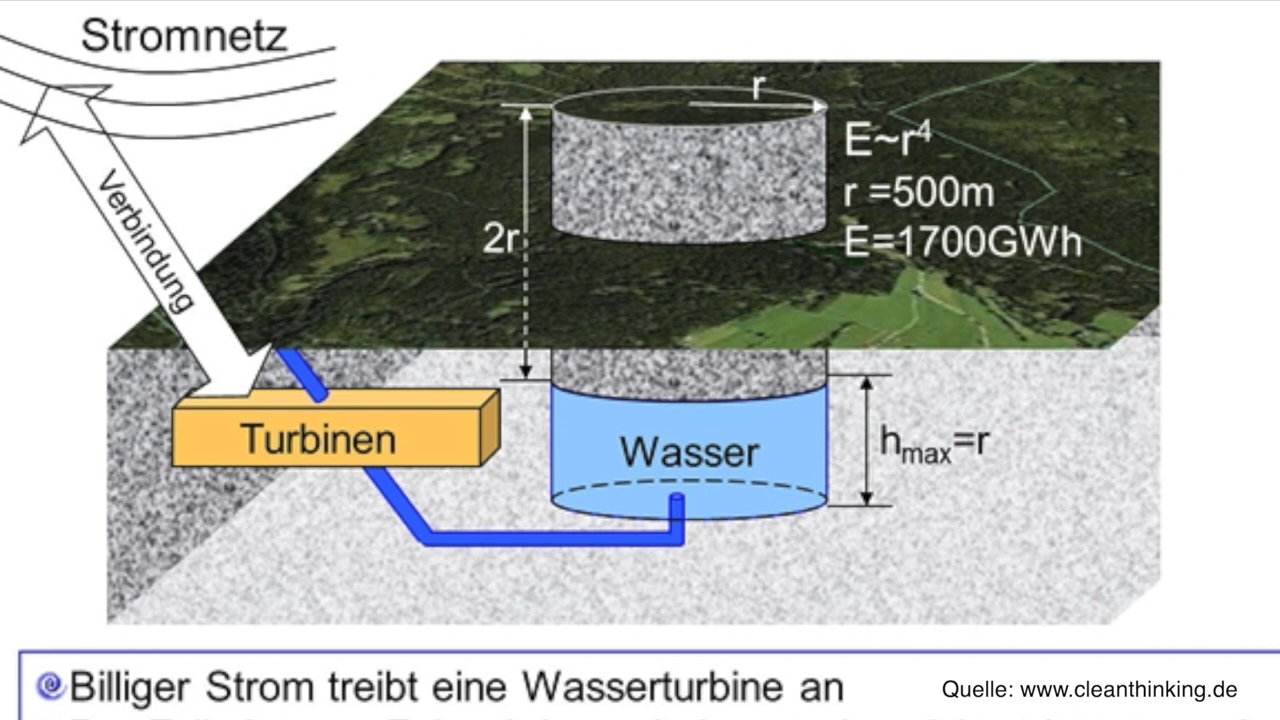 Stromnetz
Verbindung
r
E~r⁴
r =500m
E=1700GWh
2r
Turbinen
Wasser
hmax=r
Billiger Strom treibt eine Wasserturbine an
Quelle: www.cleanthinking.de